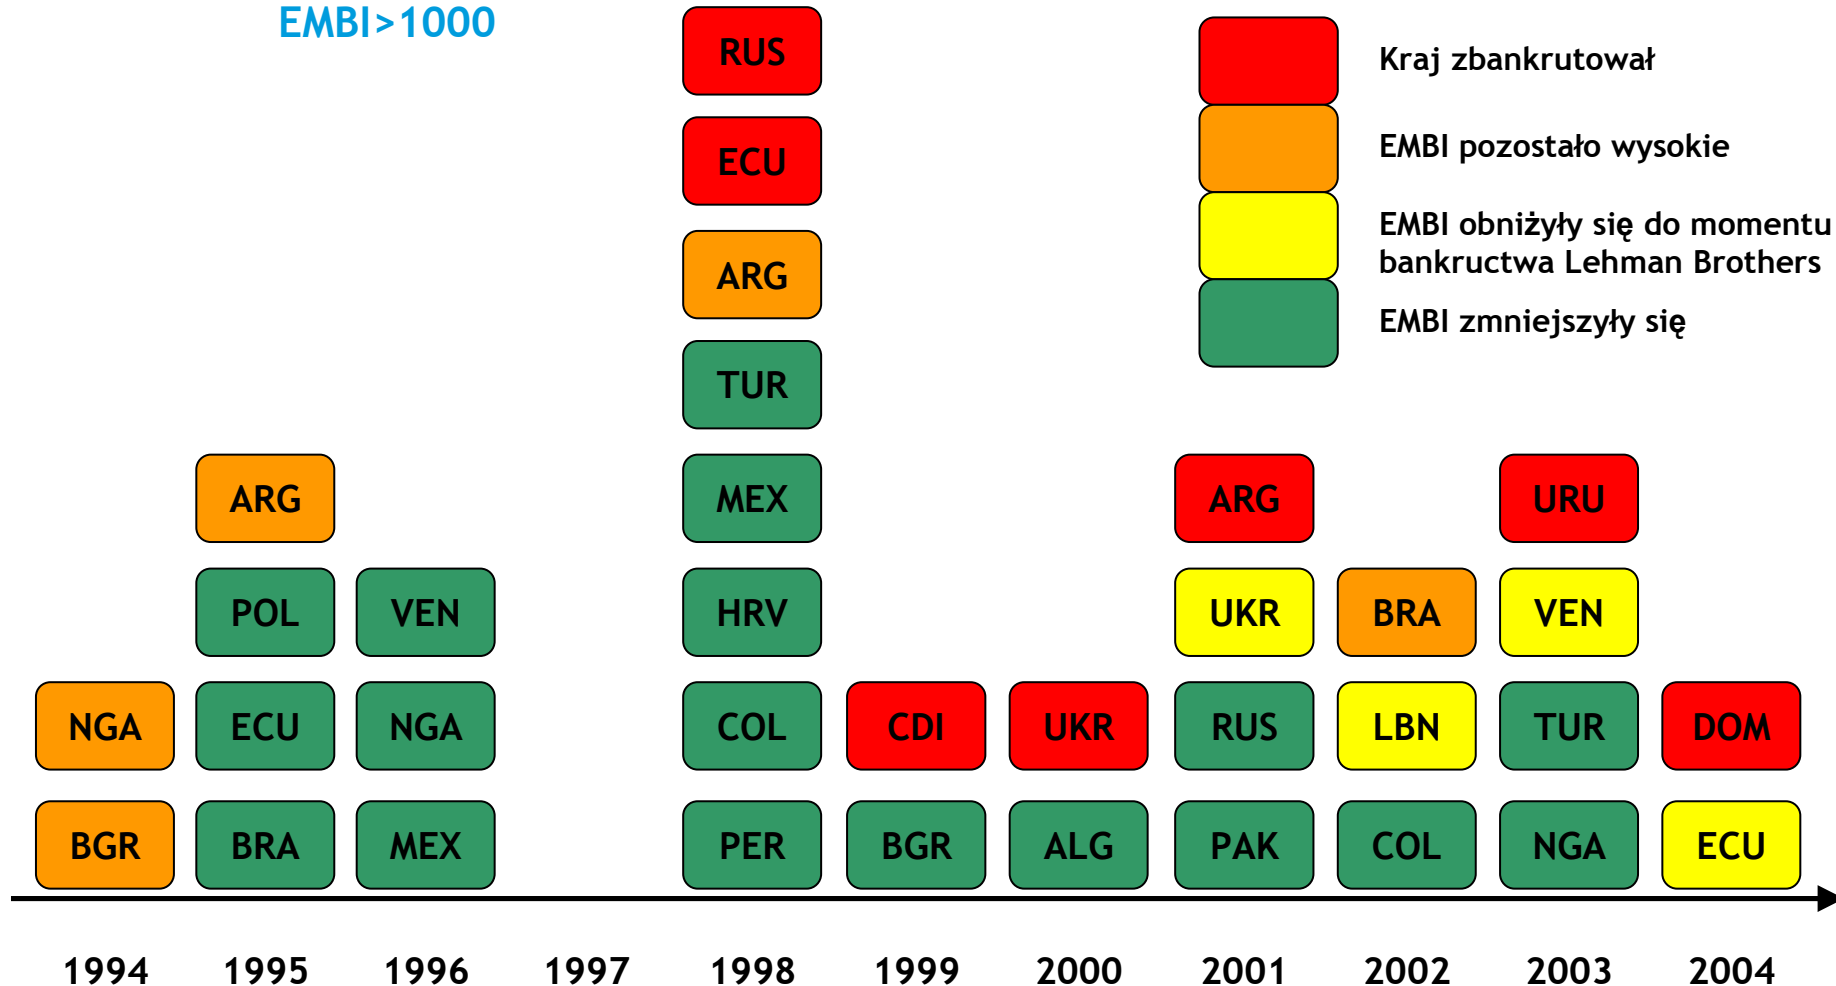 EMBI>1000
Kraj zbankrutował
EMBI pozostało wysokie
EMBI obniżyły się do momentu
bankructwa Lehman Brothers
EMBI zmniejszyły się
RUS
ECU
ARG
TUR
ARG MEX ARG URU
POL VEN HRV UKR BRA VEN
NGA ECU NGA COL CDI UKR RUS LBN TUR DOM
BGR BRA MEX PER BGR ALG PAK COL NGA ECU
1994 1995 1996 1997 1998 1999 2000 2001 2002 2003 2004